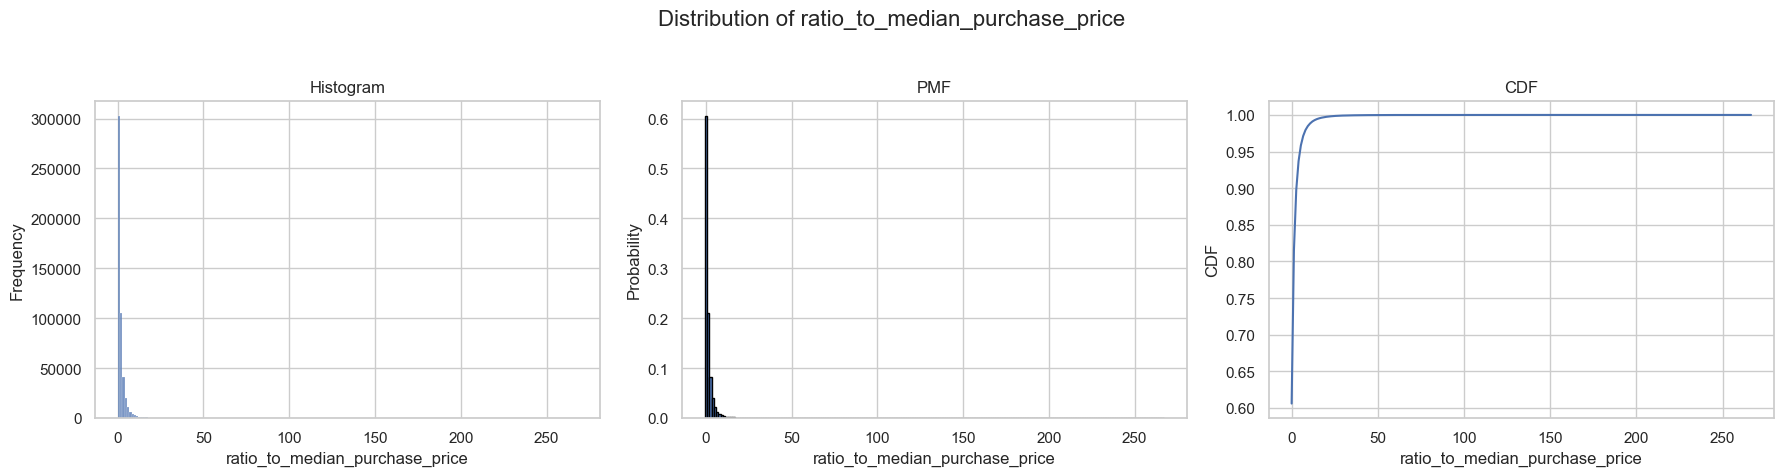 Distribution of ratio_to_median_purchase_price
Histogram
300000
250000
200000
150000
100000
50000
0
Frequency
0 50 100 150 200 250
ratio_to_median_purchase_price
PMF
0.6
0.5
0.4
0.3
0.2
0.1
0.0
Probability
0 50 100 150 200 250
ratio_to_median_purchase_price
CDF
1.00
0.95
0.90
0.85
0.80
0.75
0.70
0.65
0.60
CDF
0 50 100 150 200 250
ratio_to_median_purchase_price